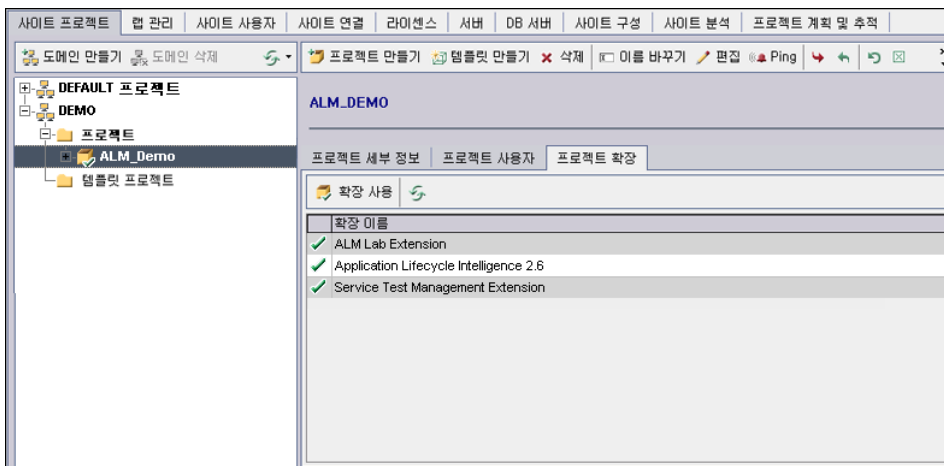 사이트 프로젝트 랩 관리 사이트 사용자 사이트 연결 라이센스 서버 DB 서버 사이트 구성 사이트 분석 프로젝트 계획 및 추적
도메인 만들기 도메인 삭제 프로젝트 만들기 템플릿 만들기 삭제 이름 바꾸기 편집 Ping
DEFAULT 프로젝트
DEMO
프로젝트
ALM_Demo
템플릿 프로젝트
ALM_DEMO
프로젝트 세부 정보 프로젝트 사용자 프로젝트 확장
확장 사용
확장 이름
ALM Lab Extension
Application Lifecycle Intelligence 2.6
Service Test Management Extension